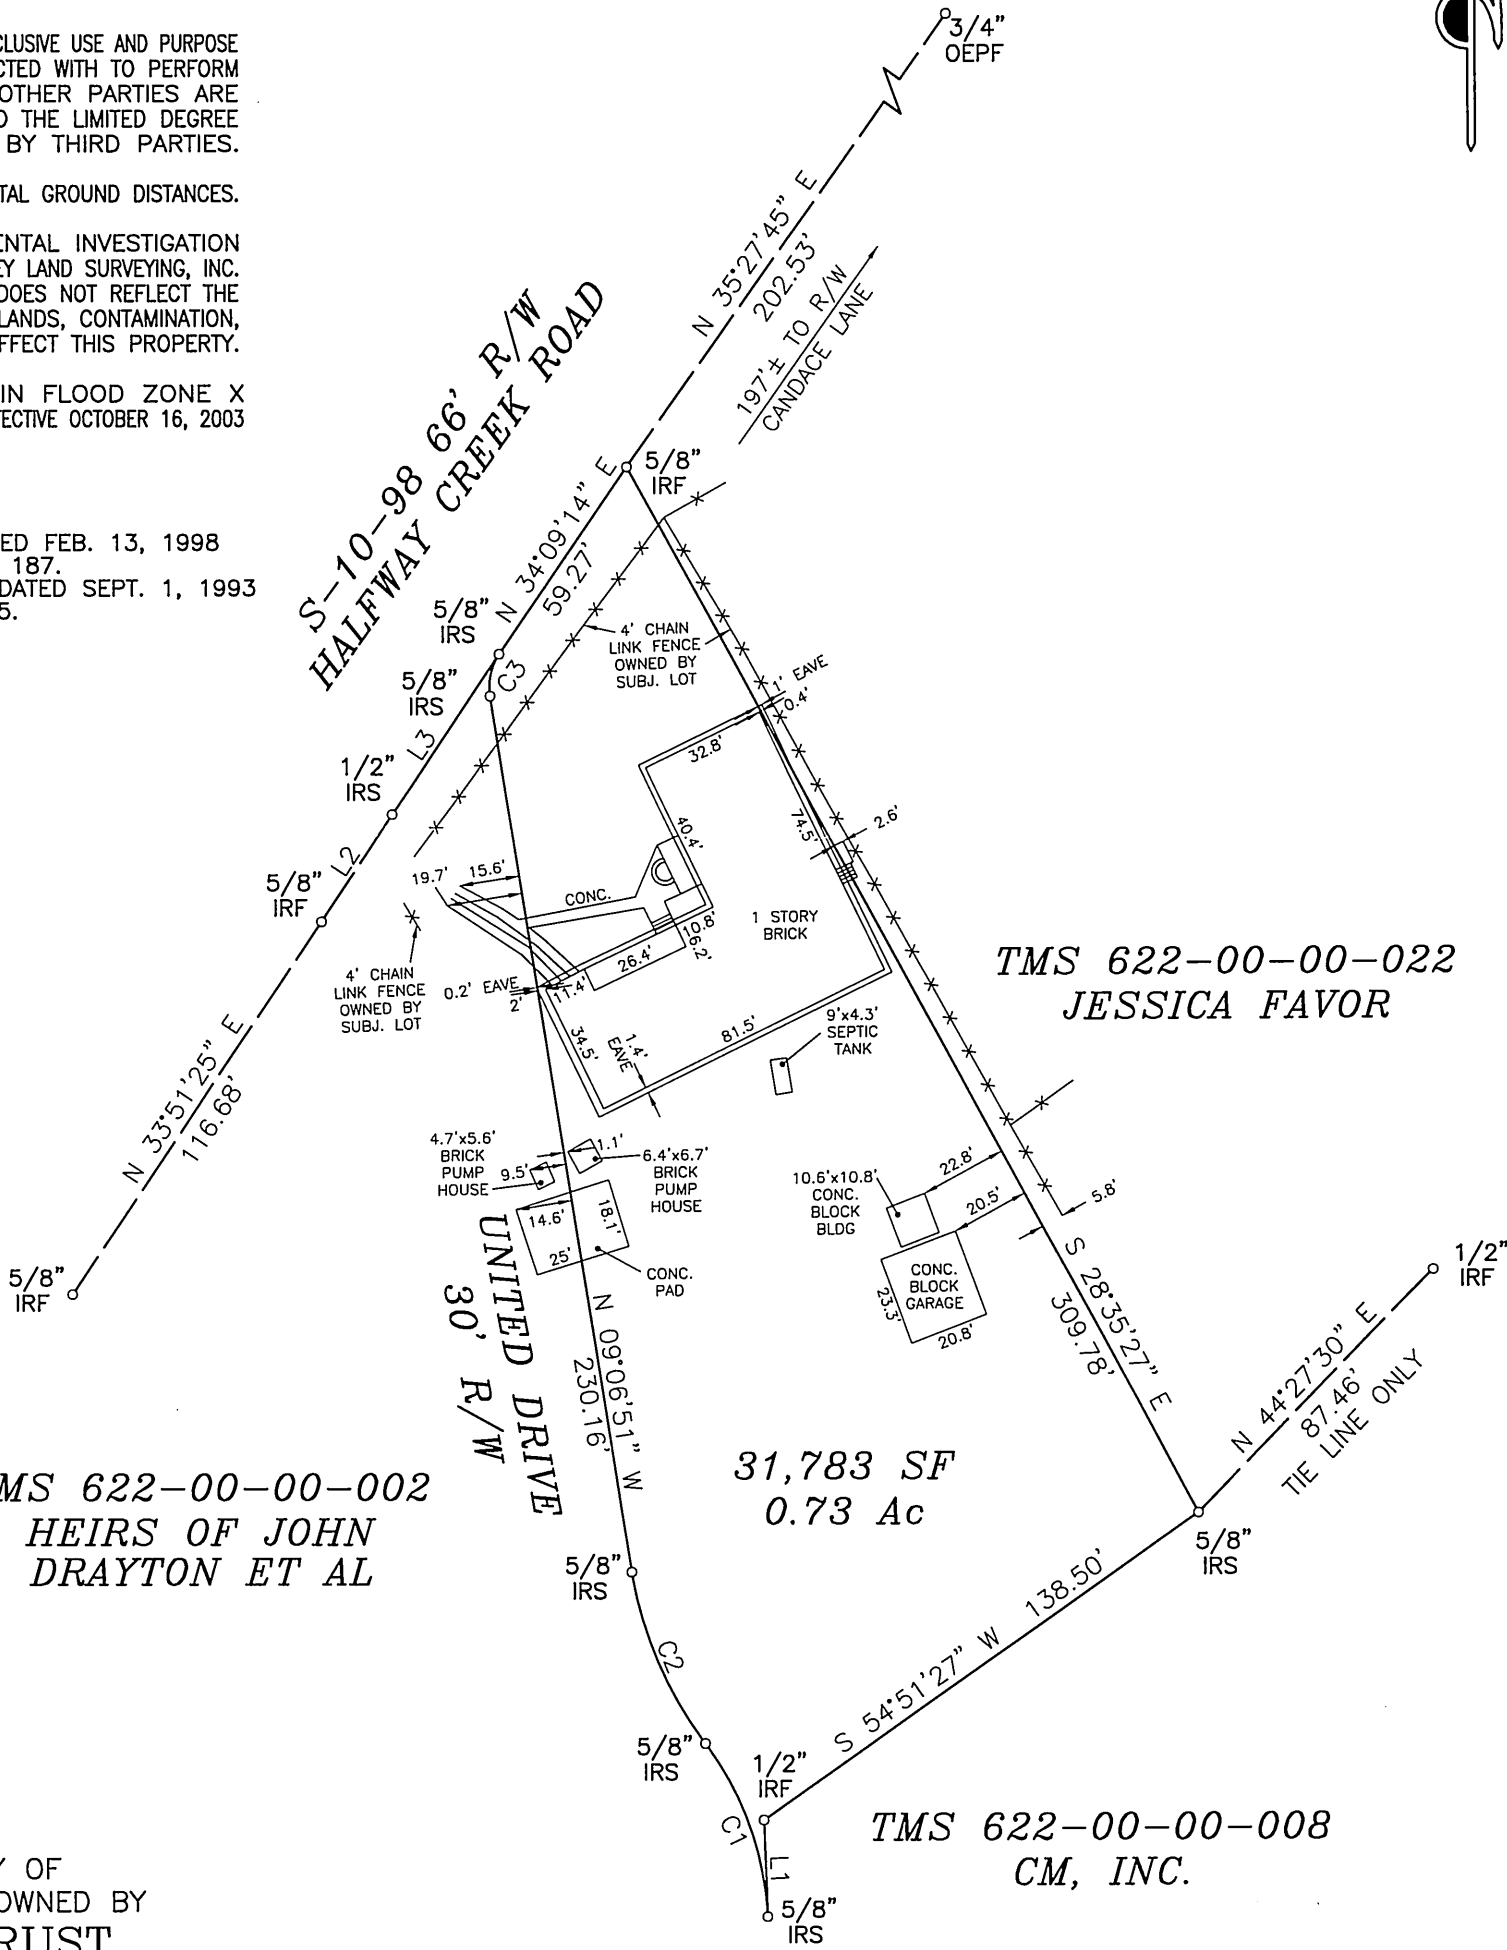 CLUSIVE USE AND PURPOSE
CTED WITH TO PERFORM
OTHER PARTIES ARE
THE LIMITED DEGREE
BY THIRD PARTIES.
TAL GROUND DISTANCES.
ENTAL INVESTIGATION
EY LAND SURVEYING, INC.
DOES NOT REFLECT THE
LANDS, CONTAMINATION,
FFECT THIS PROPERTY.
IN FLOOD ZONE X
FECTIVE OCTOBER 16, 2003
ED FEB. 13, 1998
187.
DATED SEPT. 1, 1993
5.
3/4"
OEPF
N 35°27'45" E
202.53'
197'± TO R/W
CANDACE LANE
S-10-98 66' R/W
HALFWAY CREEK ROAD
5/8"
IRF
N 34°09'14" E
59.27'
5/8"
IRS
C3
5/8"
IRS
L3
1/2"
IRS
L2
5/8"
IRF
N 33°51'25" E
116.68'
5/8"
IRF
4' CHAIN
LINK FENCE
OWNED BY
SUBJ. LOT
1' EAVE
0.4'
32.8'
40.4'
74.5'
2.6'
19.7'
15.6'
CONC.
1 STORY
BRICK
10.8'
6.2'
26.4'
11.4'
0.2' EAVE
2'
4' CHAIN
LINK FENCE
OWNED BY
SUBJ. LOT
34.5'
1.4'
EAVE
81.5'
9'x4.3'
SEPTIC
TANK
TMS 622-00-00-022
JESSICA FAVOR
4.7'x5.6'
BRICK
PUMP
HOUSE
9.5'
1.1'
6.4'x6.7'
BRICK
PUMP
HOUSE
14.6'
18.1'
25'
CONC.
PAD
10.6'x10.8'
CONC.
BLOCK
BLDG
22.8'
20.5'
5.8'
CONC.
BLOCK
GARAGE
23.3'
20.8'
UNITED DRIVE
30' R/W
N 09°06'51" W
230.16'
S 28°35'27" E
309.78'
1/2"
IRF
N 44°27'30" E
87.46'
TIE LINE ONLY
31,783 SF
0.73 Ac
MS 622-00-00-002
HEIRS OF JOHN
DRAYTON ET AL
5/8"
IRS
5/8"
IRS
S 54°51'27" W 138.50'
C2
5/8"
IRS
1/2"
IRF
C1
L1
5/8"
IRS
TMS 622-00-00-008
CM, INC.
Y OF
OWNED BY
RUST